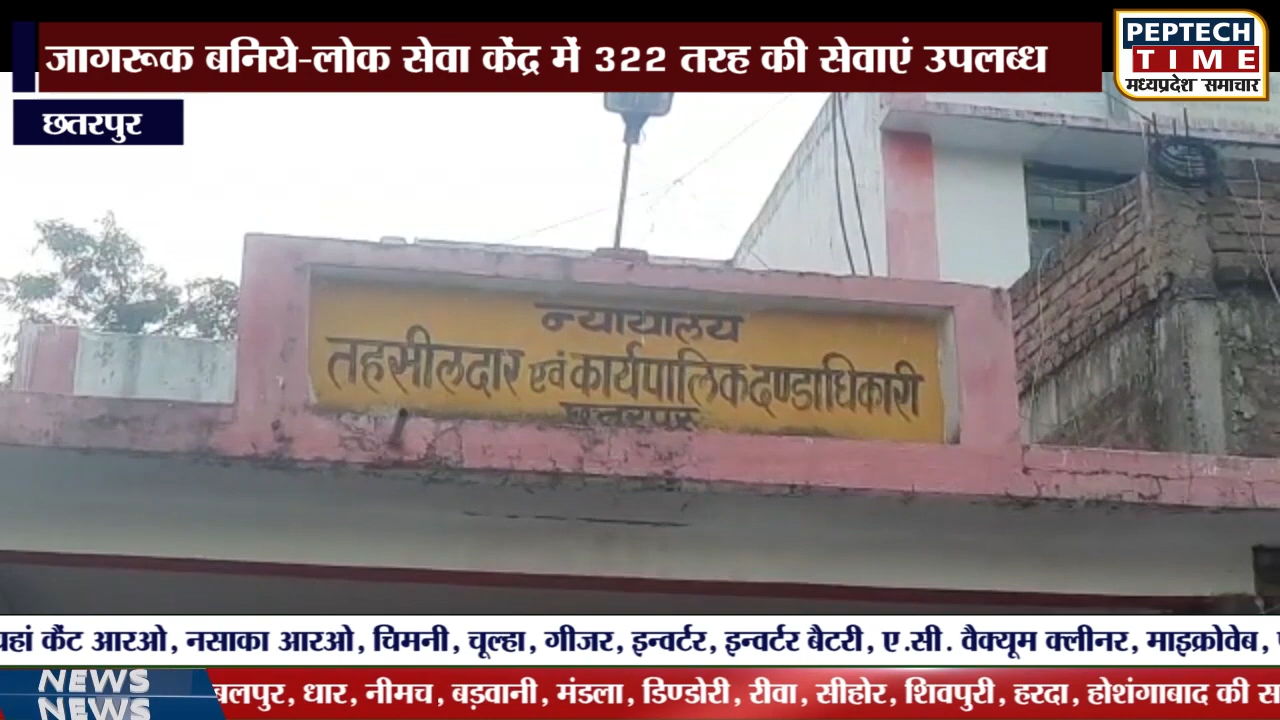 जागरूक बनिये-लोक सेवा केंद्र में 322 तरह की सेवाएं उपलब्ध
PEPTECH
TIME
मध्यप्रदेश समाचार
छतरपुर
न्यायालय
तहसीलदार एवं कार्यपालिक दण्डाधिकारी
छतरपुर
यहां कैंट आरओ, नसाका आरओ, चिमनी, चूल्हा, गीजर, इन्वर्टर, इन्वर्टर बैटरी, ए.सी. वैक्यूम क्लीनर, माइक्रोवेब,
NEWS
NEWS
बलपुर, धार, नीमच, बड़वानी, मंडला, डिण्डोरी, रीवा, सीहोर, शिवपुरी, हरदा, होशंगाबाद की